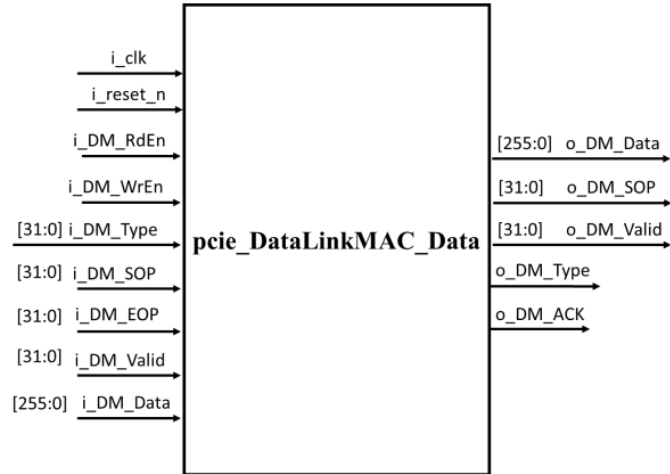 i_clk
i_reset_n
i_DM_RdEn
i_DM_WrEn
[31:0] i_DM_Type
[31:0] i_DM_SOP
[31:0] i_DM_EOP
[31:0] i_DM_Valid
[255:0] i_DM_Data
pcie_DataLinkMAC_Data
[255:0] o_DM_Data
[31:0] o_DM_SOP
[31:0] o_DM_Valid
o_DM_Type
o_DM_ACK